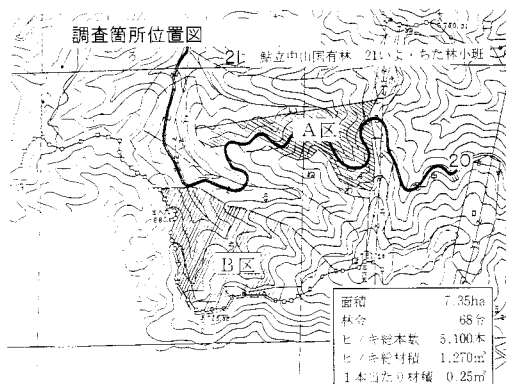 調査箇所位置図
21 鮎立中山国有林 21いよ・ちた林小班
A区
20
B区
面積 7.35ha
林令 68年
ヒノキ総本数 5,100本
ヒノキ総材積 1,270㎥
1本当たり材積 0.25㎥